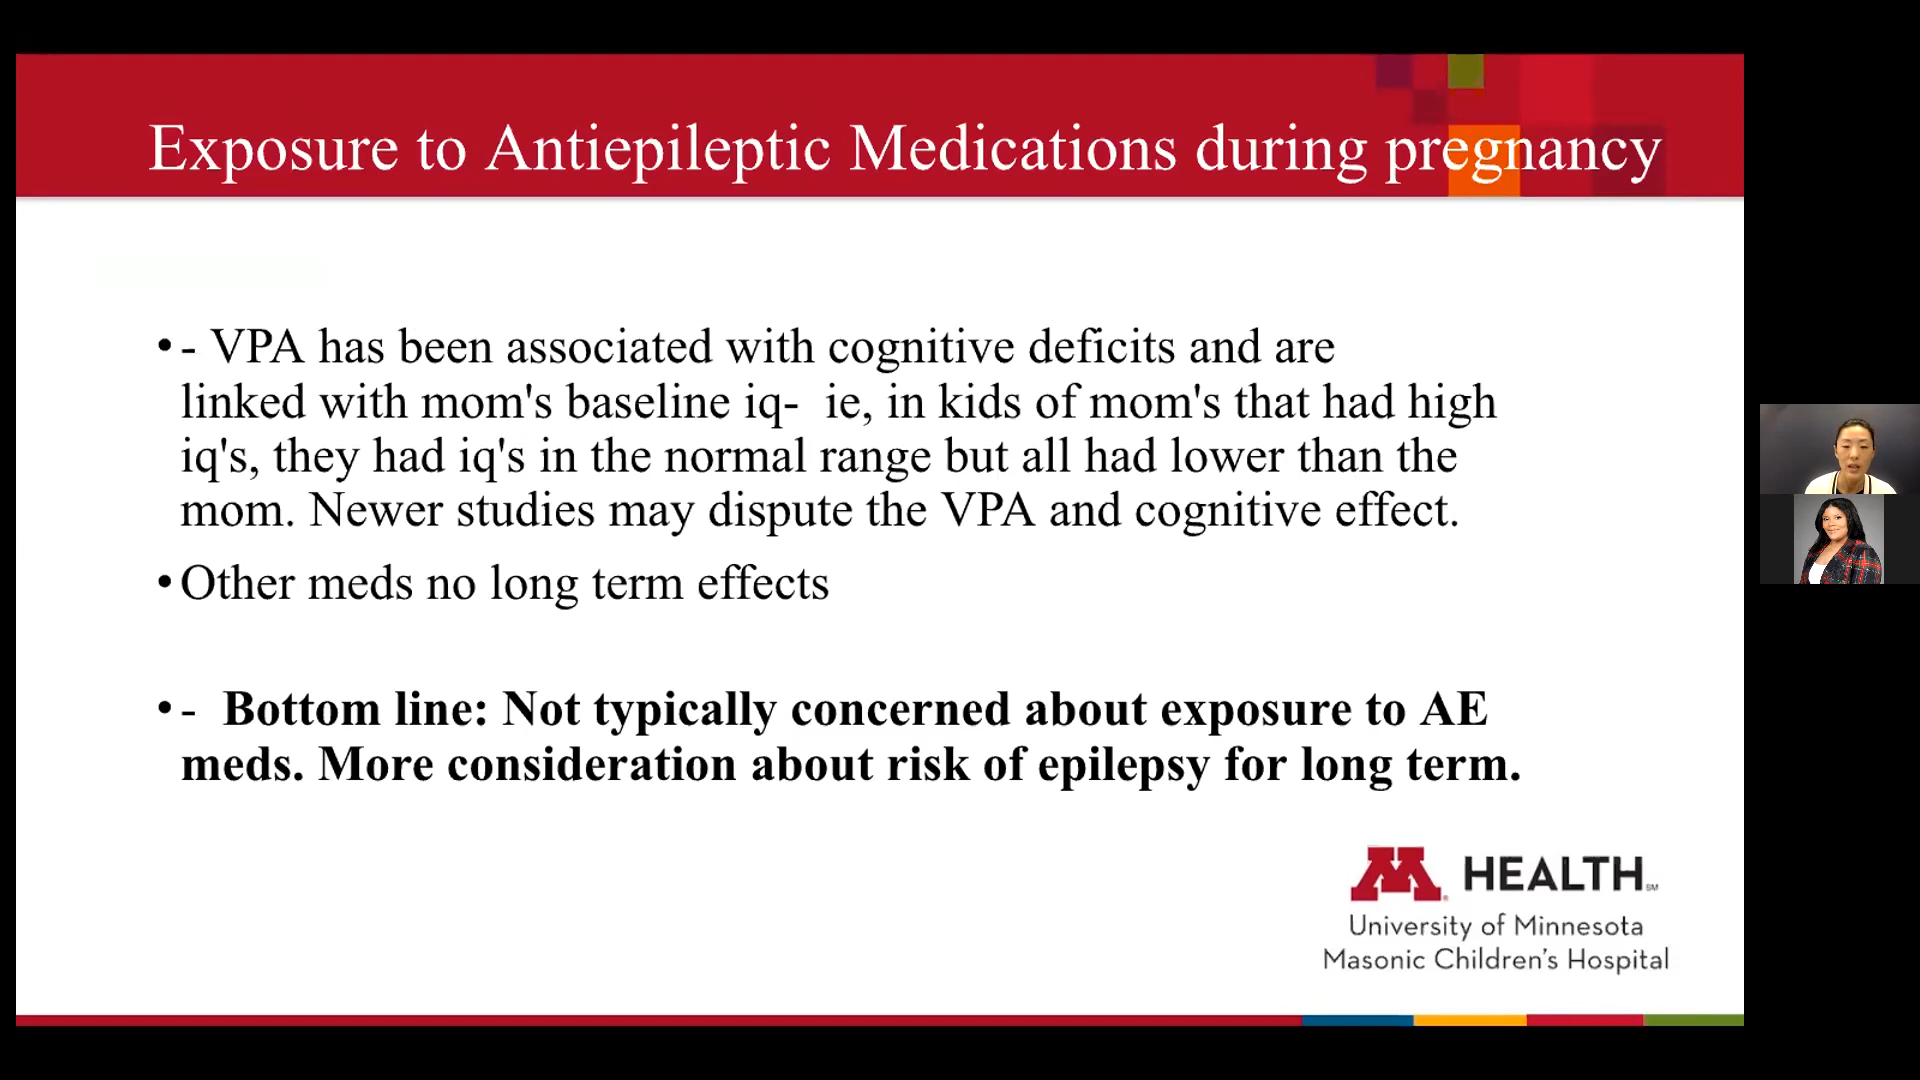 Exposure to Antiepileptic Medications during pregnancy
• - VPA has been associated with cognitive deficits and are
linked with mom's baseline iq-  ie, in kids of mom's that had high
iq's, they had iq's in the normal range but all had lower than the
mom. Newer studies may dispute the VPA and cognitive effect.
• Other meds no long term effects
• -  Bottom line: Not typically concerned about exposure to AE
meds. More consideration about risk of epilepsy for long term.
M® HEALTH℠
University of Minnesota
Masonic Children's Hospital